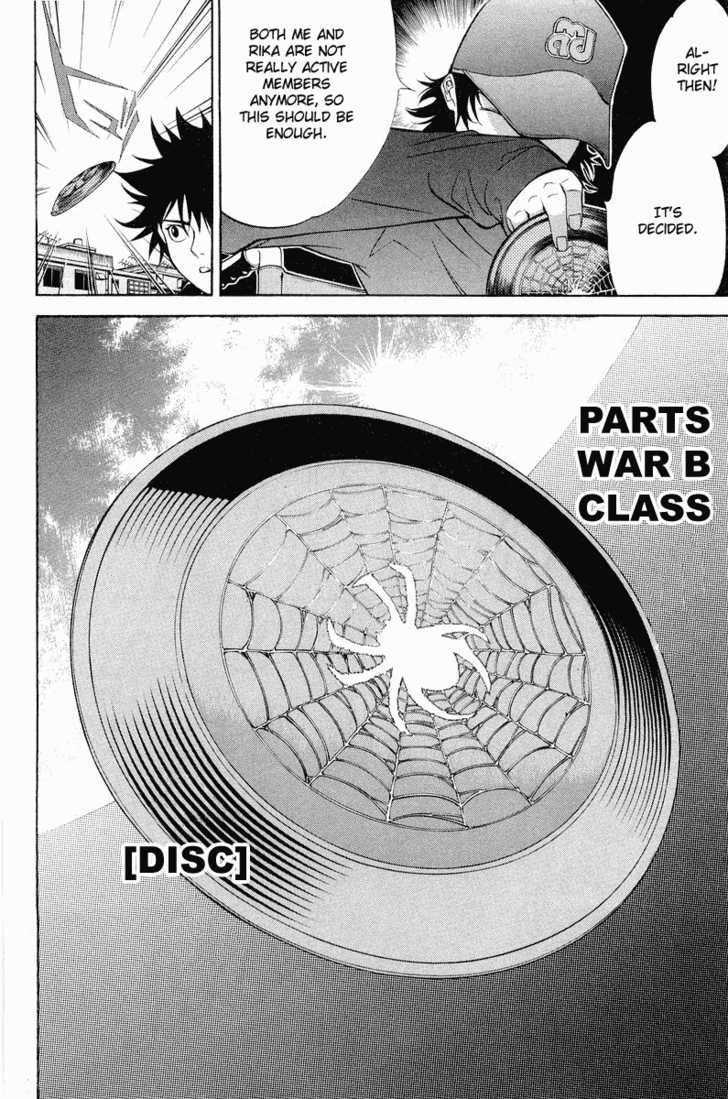 AL-
RIGHT
THEN!
IT'S
DECIDED.
BOTH ME AND
RIKA ARE NOT
REALLY ACTIVE
MEMBERS
ANYMORE, SO
THIS SHOULD BE
ENOUGH.
PARTS
WAR B
CLASS
[DISC]